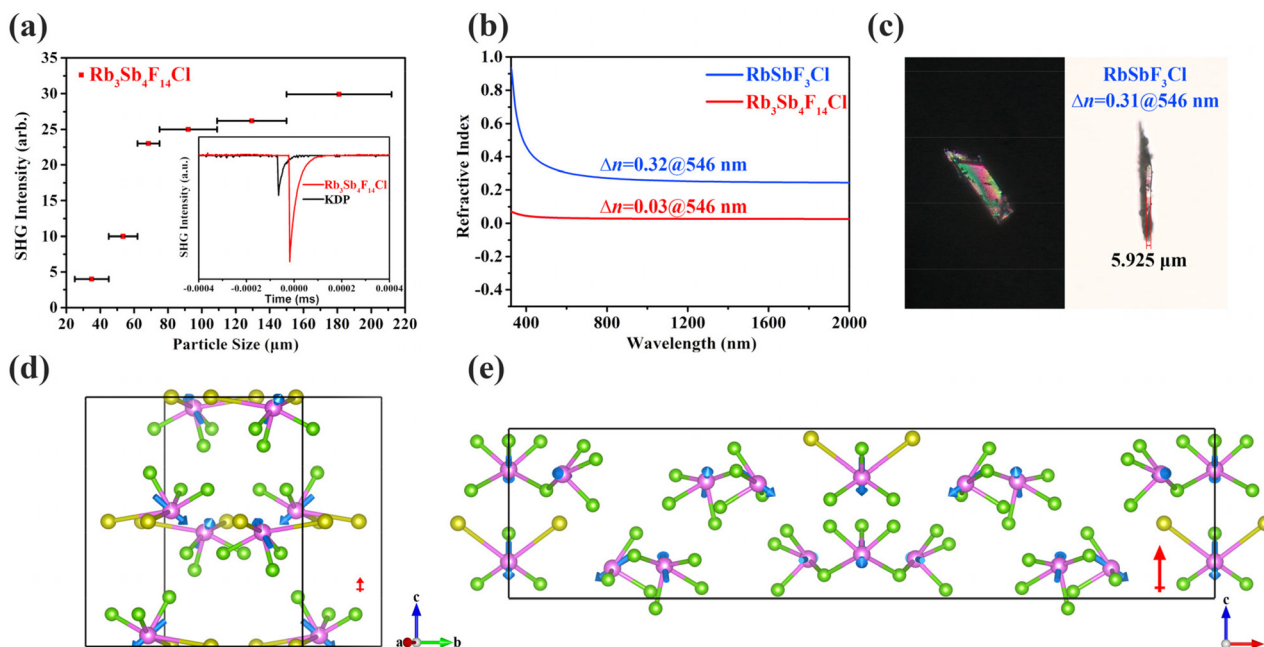 (a)
35
30
25
20
15
10
5
0
SHG Intensity (arb.)
Rb₃Sb₄F₁₄Cl
SHG Intensity (a.u.)
Rb₃Sb₄F₁₄Cl
KDP
-0.0004 -0.0002 0.0000 0.0002 0.0004
Time (ms)
20 40 60 80 100 120 140 160 180 200 220
Particle Size (µm)
(b)
1.0
0.8
0.6
0.4
0.2
0.0
-0.2
-0.4
Refractive Index
RbSbF₃Cl
Rb₃Sb₄F₁₄Cl
Δn=0.32@546 nm
Δn=0.03@546 nm
400 800 1200 1600 2000
Wavelength (nm)
(c)
RbSbF₃Cl
Δn=0.31@546 nm
5.925 µm
(d)
c
a b
(e)
c